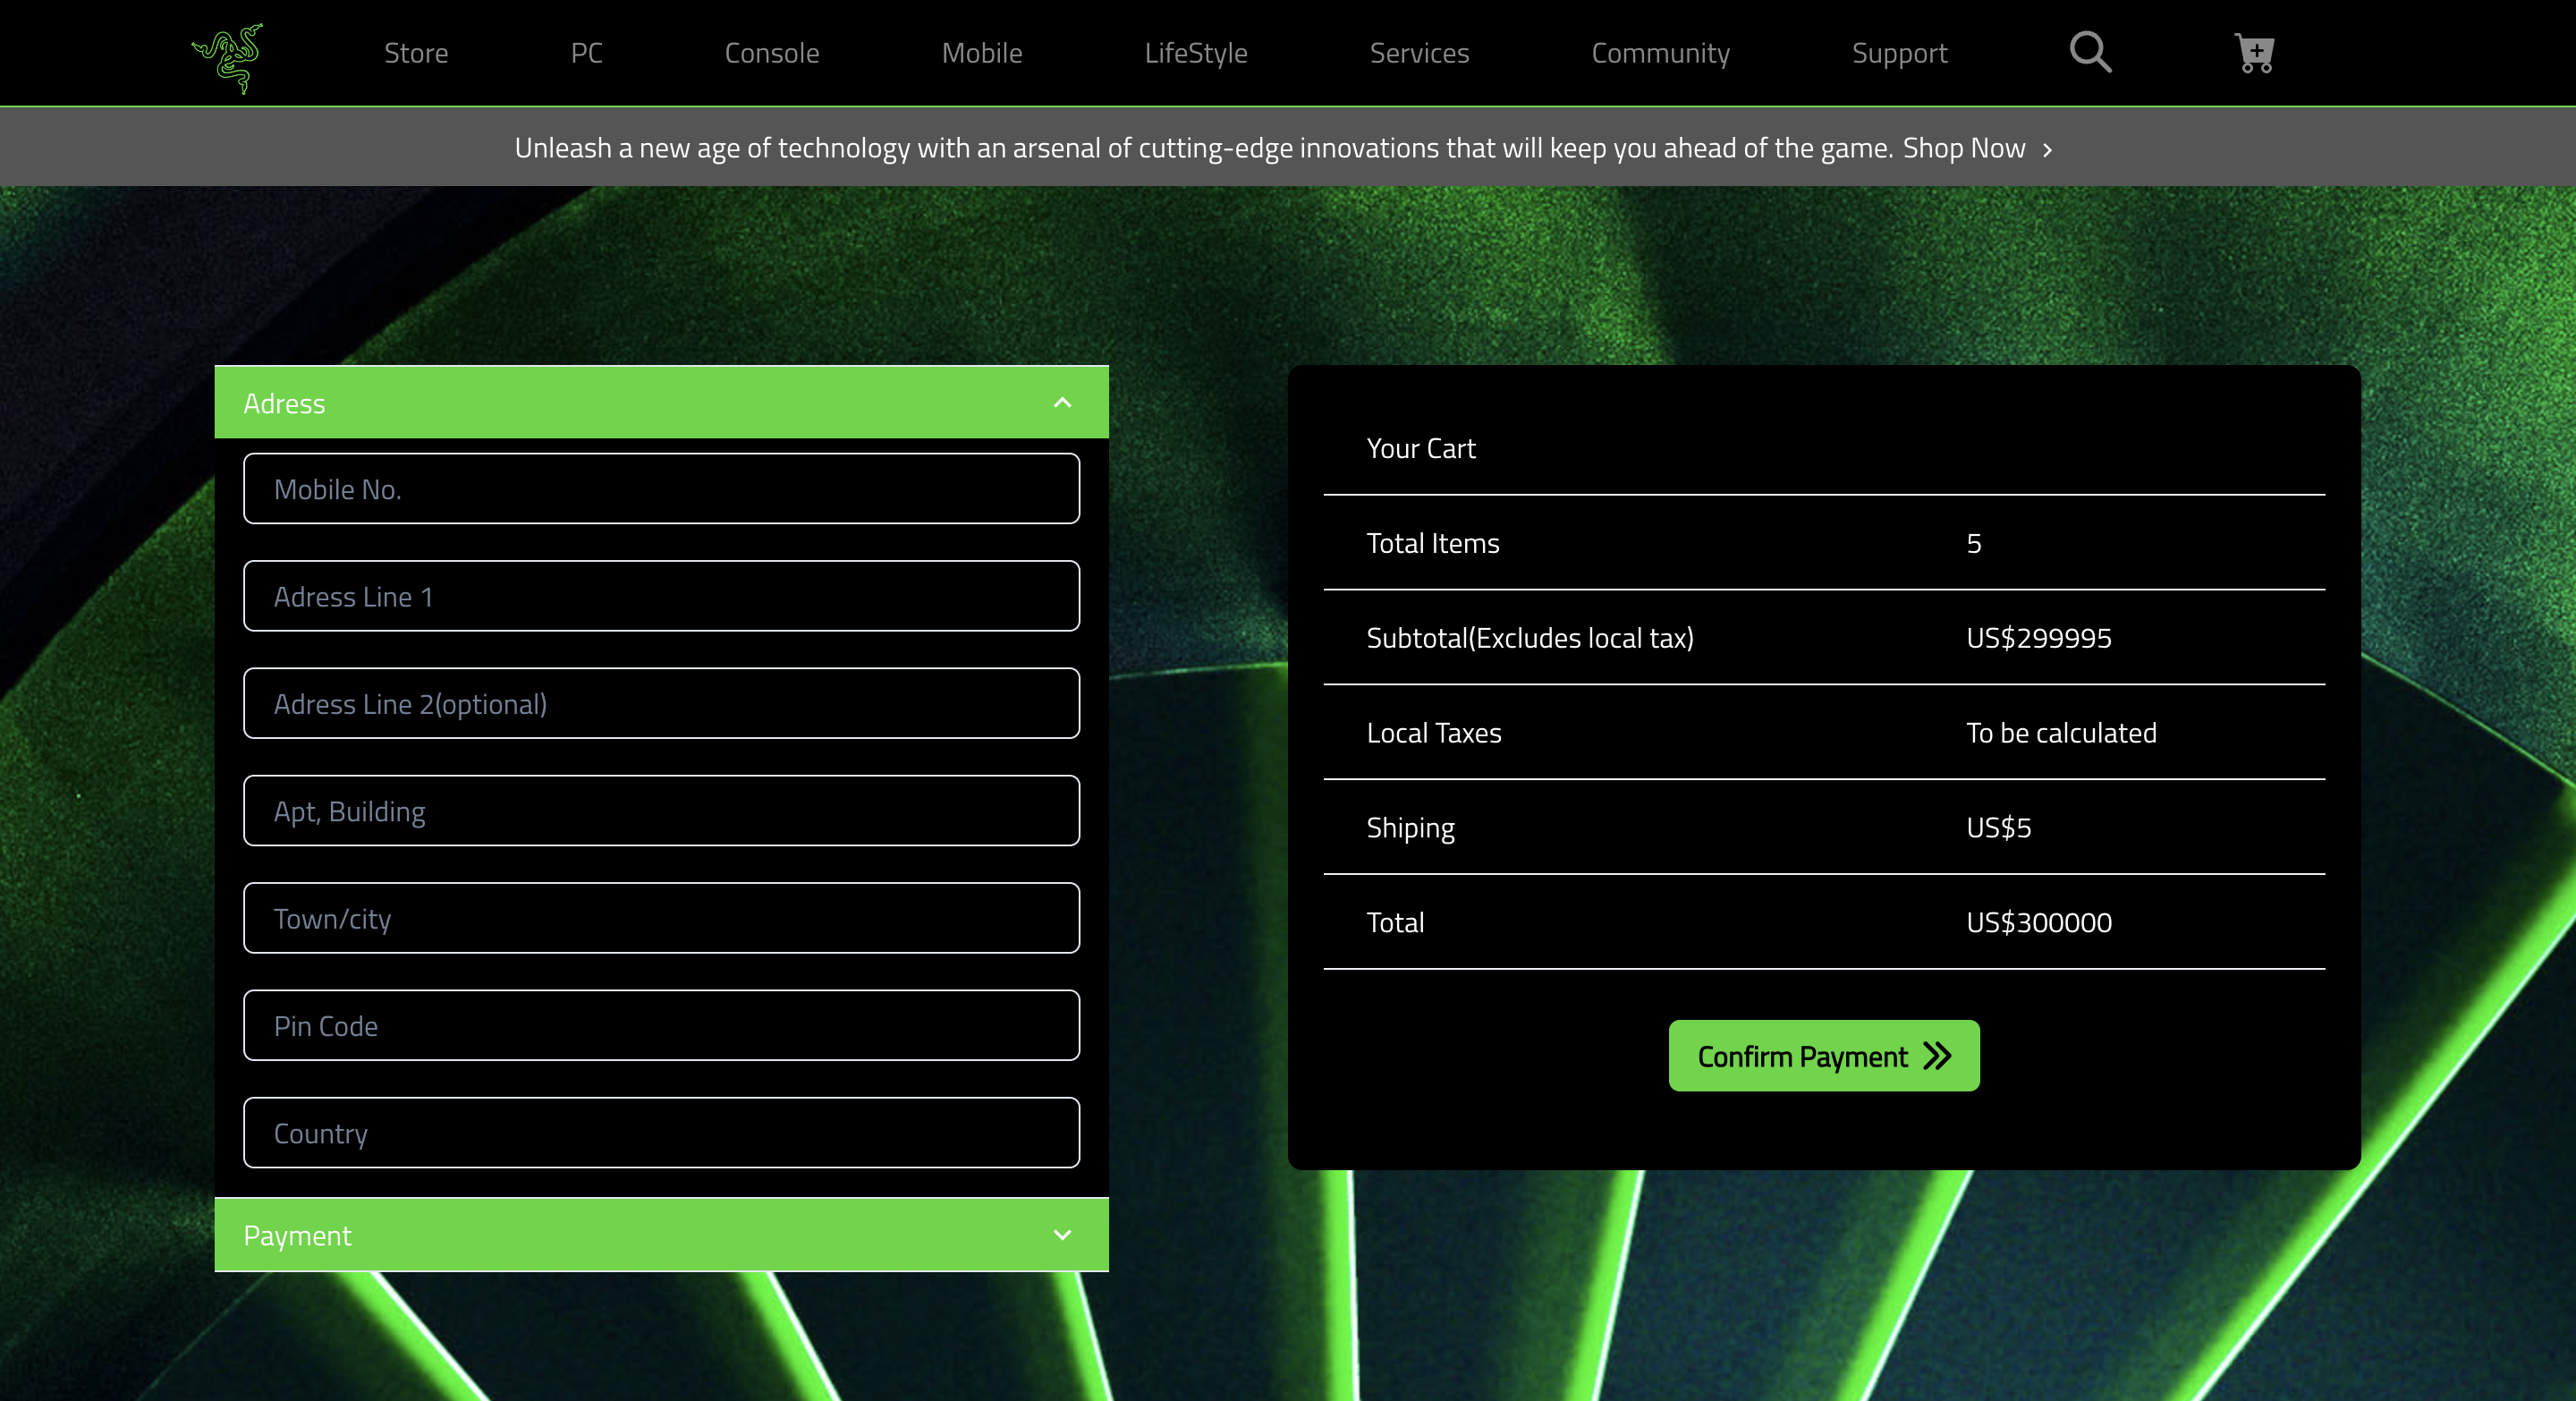 Store PC Console Mobile LifeStyle Services Community Support
Unleash a new age of technology with an arsenal of cutting-edge innovations that will keep you ahead of the game. Shop Now
Adress
Mobile No.
Adress Line 1
Adress Line 2(optional)
Apt, Building
Town/city
Pin Code
Country
Payment
Your Cart
Total Items 5
Subtotal(Excludes local tax) US$299995
Local Taxes To be calculated
Shiping US$5
Total US$300000
Confirm Payment